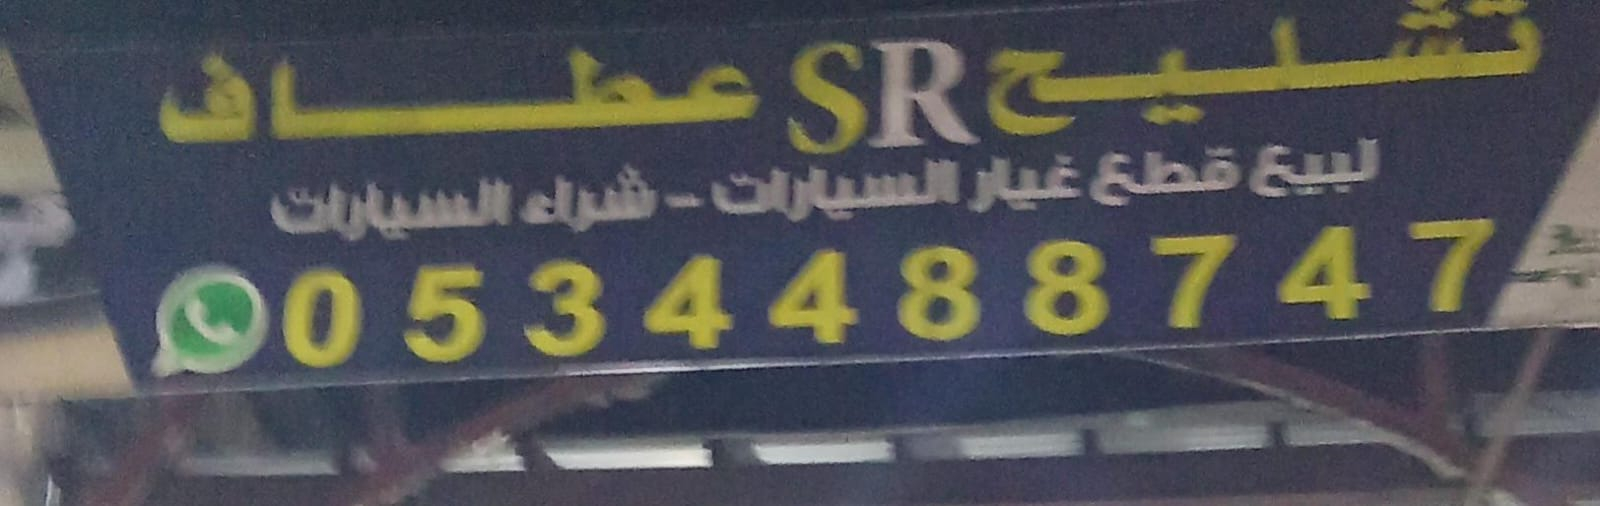 تشليح SR عطاف
لبيع قطع غيار السيارات - شراء السيارات
0534488747